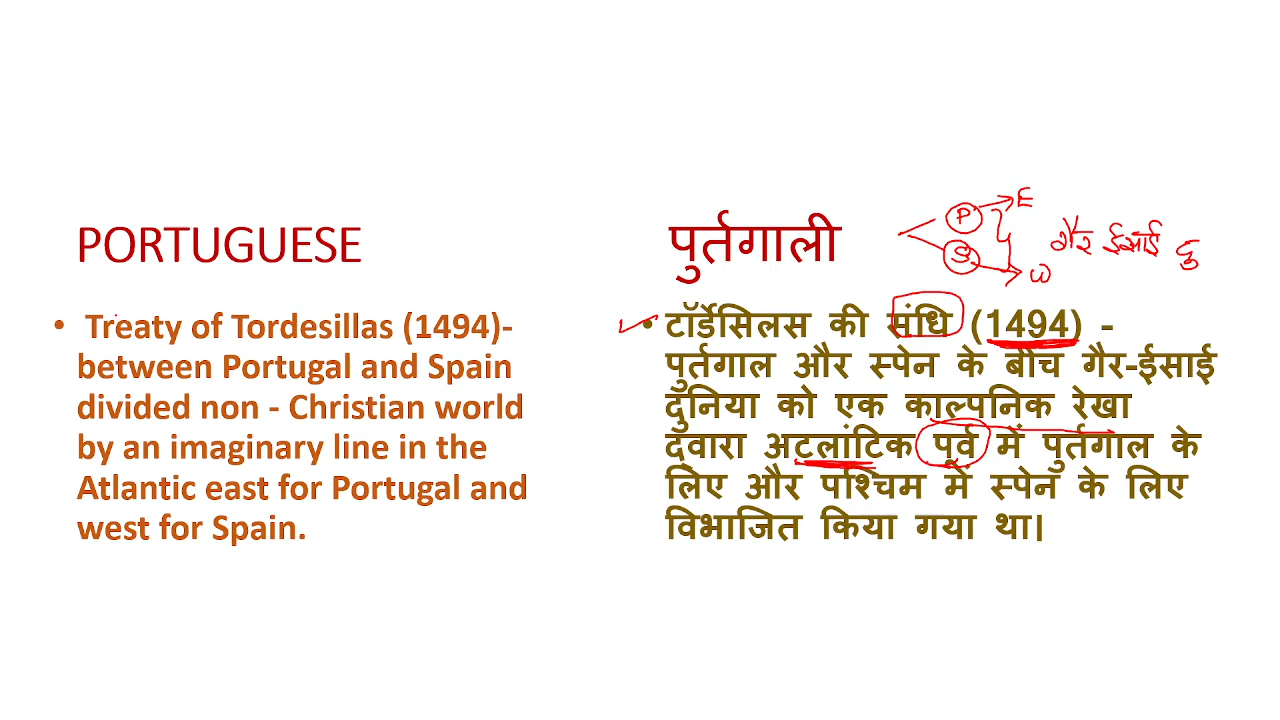 PORTUGUESE
• Treaty of Tordesillas (1494)-
between Portugal and Spain
divided non - Christian world
by an imaginary line in the
Atlantic east for Portugal and
west for Spain.
पुर्तगाली
P E
S W
गैर ईसाई दु
• टॉर्डेसिलस की संधि (1494) -
पुर्तगाल और स्पेन के बीच गैर-ईसाई
दुनिया को एक काल्पनिक रेखा
द्वारा अटलांटिक पूर्व में पुर्तगाल के
लिए और पश्चिम में स्पेन के लिए
विभाजित किया गया था।